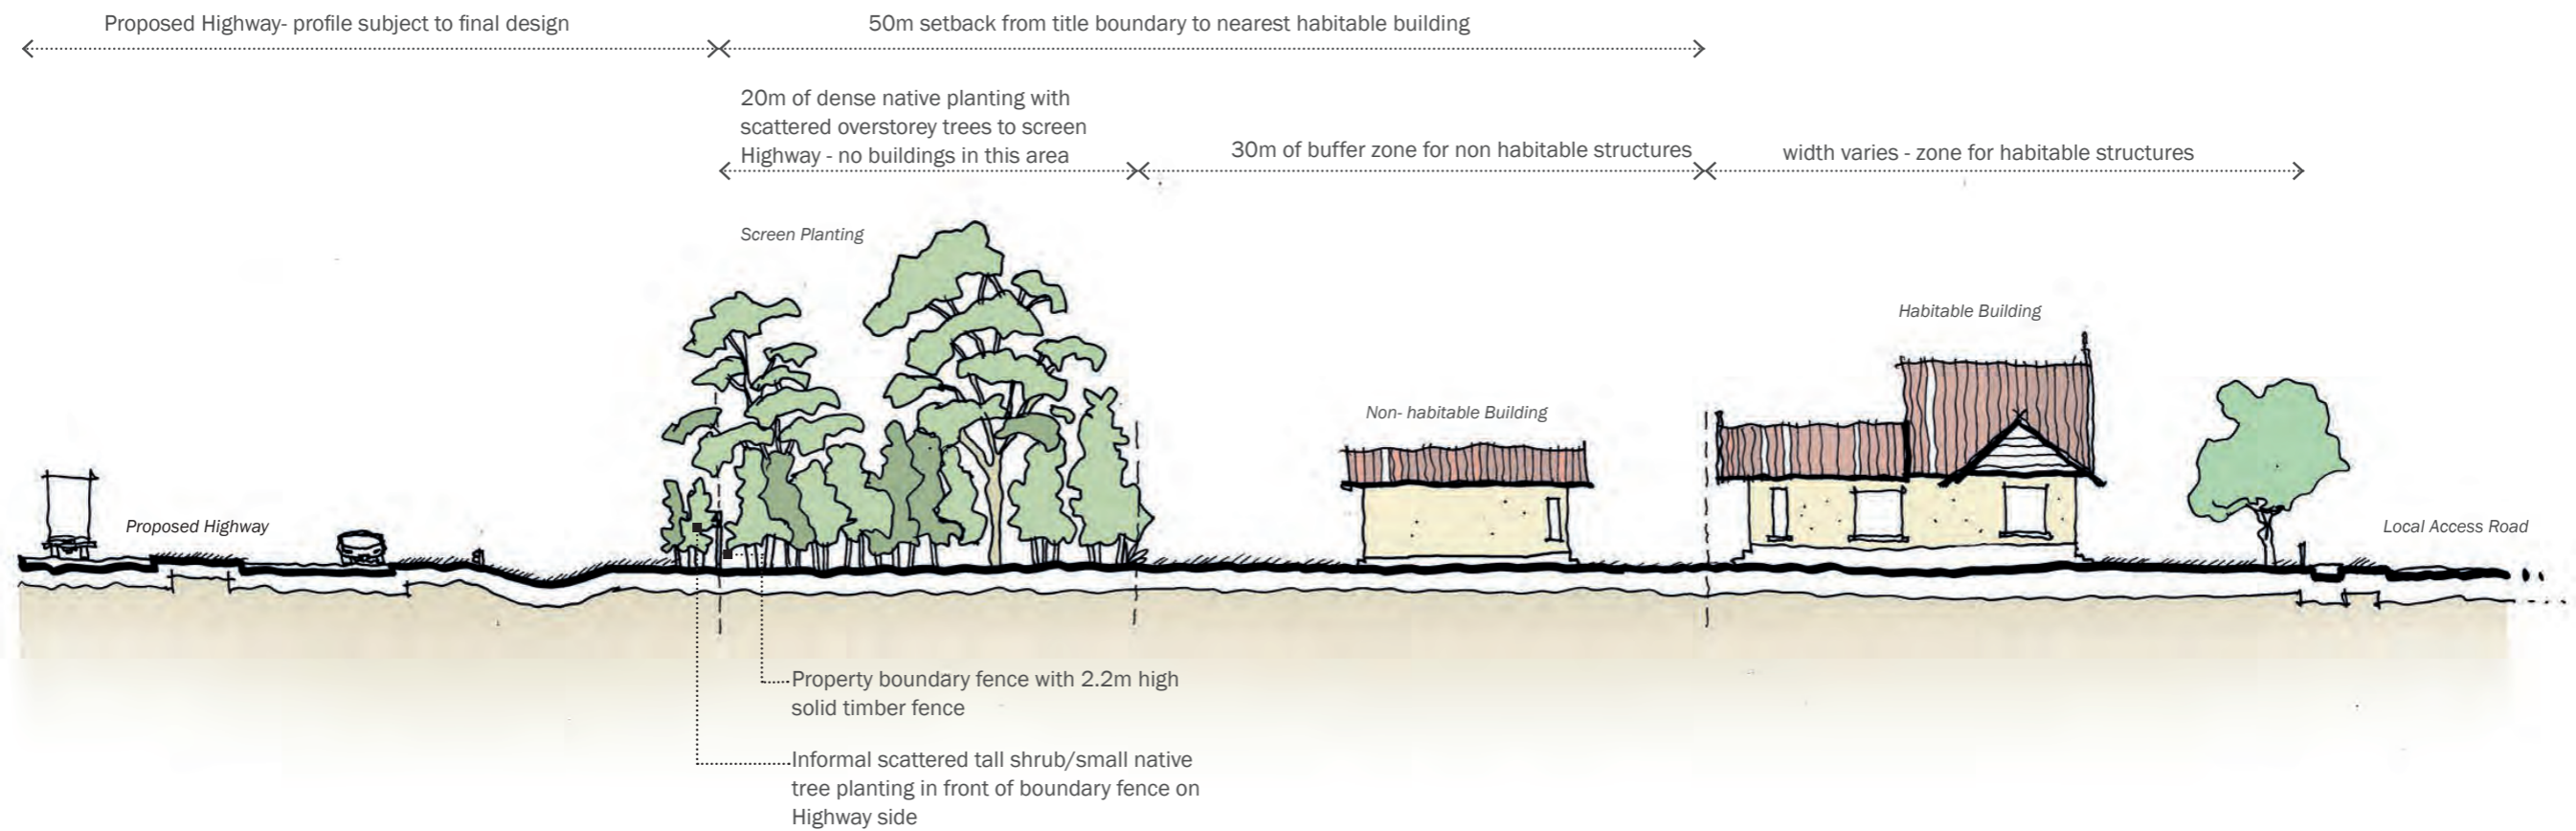 Proposed Highway- profile subject to final design
50m setback from title boundary to nearest habitable building
20m of dense native planting with
scattered overstorey trees to screen
Highway - no buildings in this area
30m of buffer zone for non habitable structures
width varies - zone for habitable structures
Screen Planting
Habitable Building
Non- habitable Building
Proposed Highway
Local Access Road
Property boundary fence with 2.2m high
solid timber fence
Informal scattered tall shrub/small native
tree planting in front of boundary fence on
Highway side